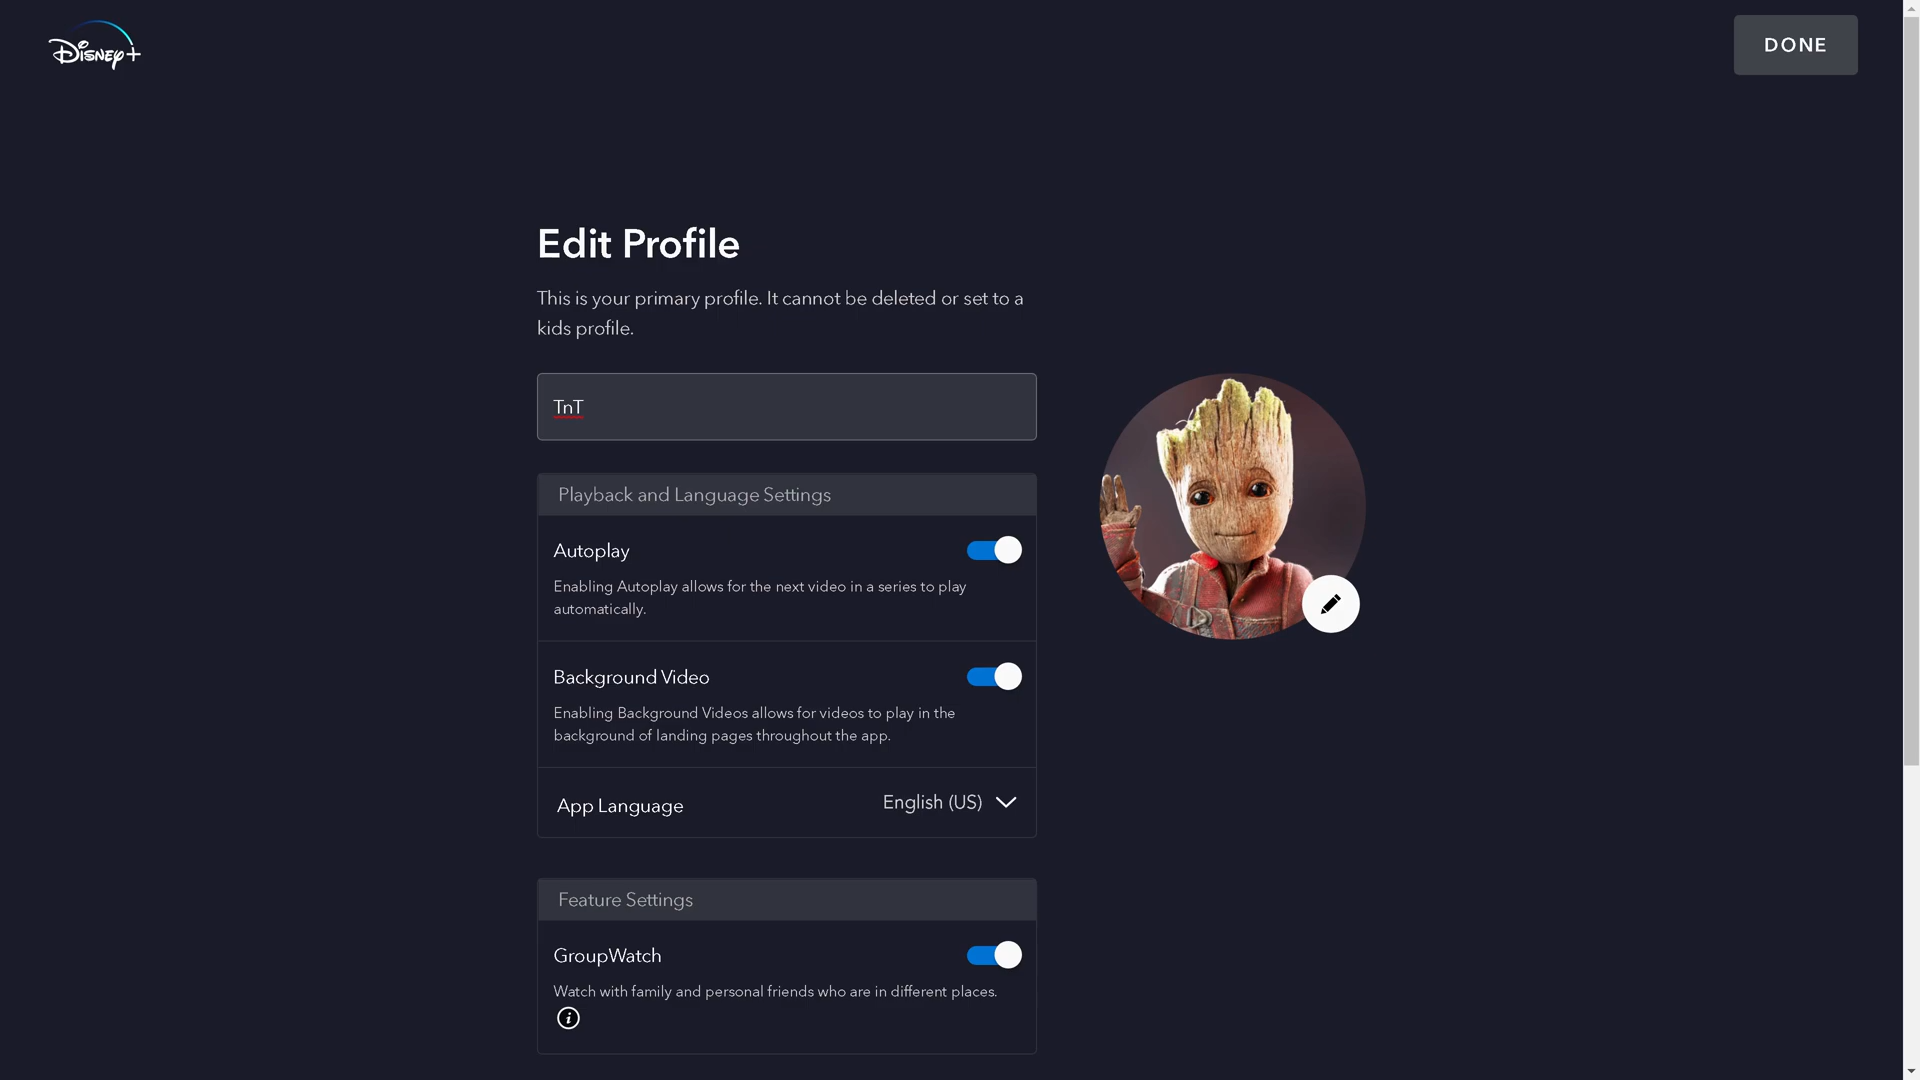 Disney+
DONE
Edit Profile
This is your primary profile. It cannot be deleted or set to a
kids profile.
TnT
Playback and Language Settings
Autoplay
Enabling Autoplay allows for the next video in a series to play
automatically.
Background Video
Enabling Background Videos allows for videos to play in the
background of landing pages throughout the app.
App Language
English (US)
Feature Settings
GroupWatch
Watch with family and personal friends who are in different places.
i